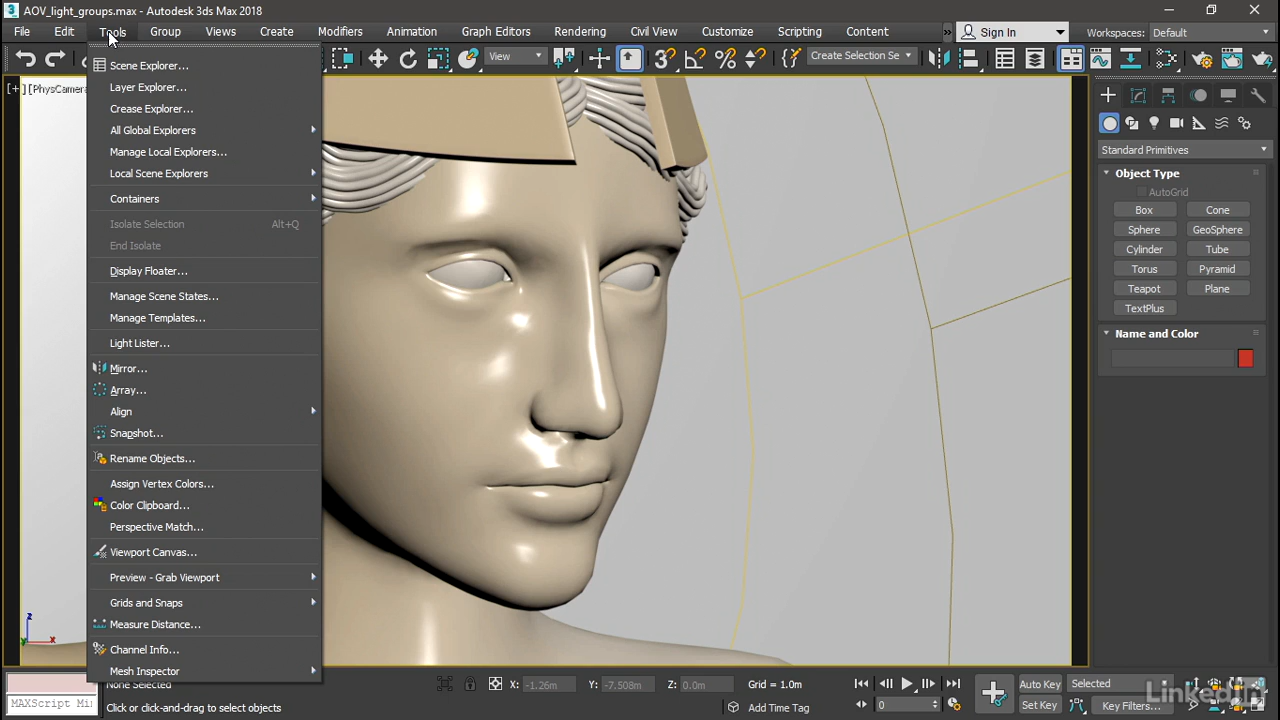 AOV_light_groups.max - Autodesk 3ds Max 2018
File Edit Tools Group Views Create Modifiers Animation Graph Editors Rendering Civil View Customize Scripting Content » Sign In Workspaces: Default
View Create Selection Set
[+][PhysCamera
Scene Explorer...
Layer Explorer...
Crease Explorer...
All Global Explorers
Manage Local Explorers...
Local Scene Explorers
Containers
Isolate Selection Alt+Q
End Isolate
Display Floater...
Manage Scene States...
Manage Templates...
Light Lister...
Mirror...
Array...
Align
Snapshot...
Rename Objects...
Assign Vertex Colors...
Color Clipboard...
Perspective Match...
Viewport Canvas...
Preview - Grab Viewport
Grids and Snaps
Measure Distance...
Channel Info...
Mesh Inspector
Standard Primitives
Object Type
AutoGrid
Box Cone
Sphere GeoSphere
Cylinder Tube
Torus Pyramid
Teapot Plane
TextPlus
Name and Color
z
y x
None Selected X: -1.26m Y: -7.508m Z: 0.0m Grid = 1.0m Auto Key Selected
MAXScript Mi Click or click-and-drag to select objects Add Time Tag 0 Set Key Key Filters...
LinkedIn